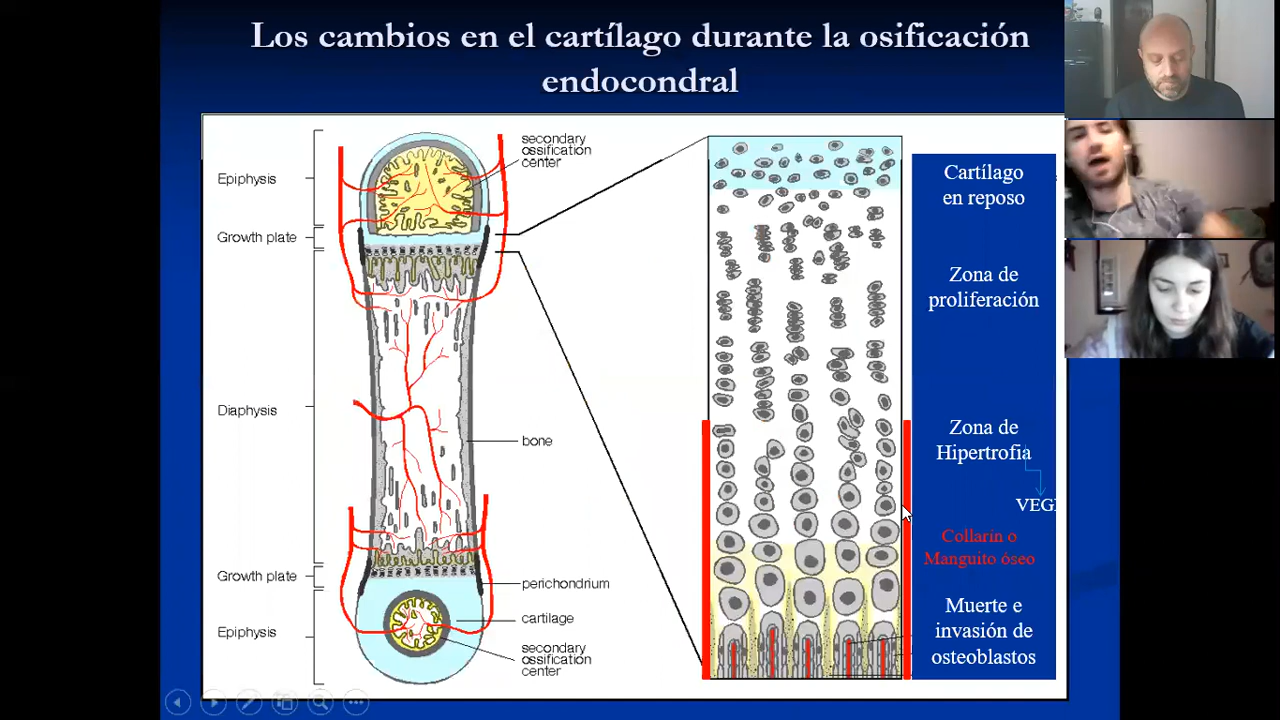 Los cambios en el cartílago durante la osificación
endocondral
Epiphysis
Growth plate
Diaphysis
Growth plate
Epiphysis
secondary
ossification
center
bone
perichondrium
cartilage
secondary
ossification
center
Cartílago
en reposo
Zona de
proliferación
Zona de
Hipertrofia
Collarin o
Manguito óseo
Muerte e
invasión de
osteoblastos